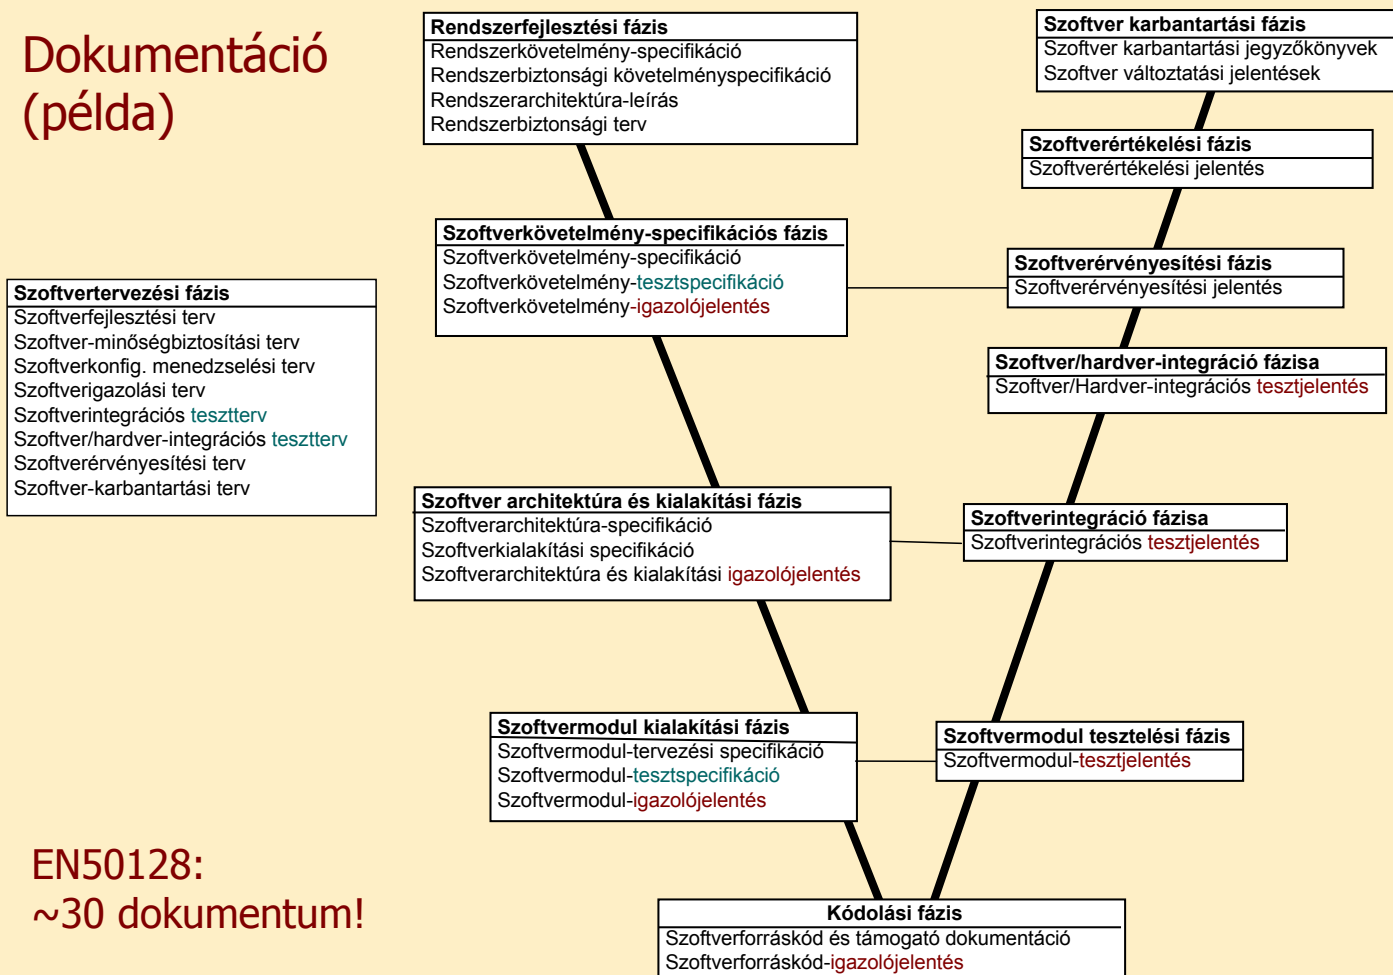 Dokumentáció
(példa)
Rendszerfejlesztési fázis
Rendszerkövetelmény-specifikáció
Rendszerbiztonsági követelményspecifikáció
Rendszerarchitektúra-leírás
Rendszerbiztonsági terv
Szoftver karbantartási fázis
Szoftver karbantartási jegyzőkönyvek
Szoftver változtatási jelentések
Szoftverértékelési fázis
Szoftverértékelési jelentés
Szoftverkövetelmény-specifikációs fázis
Szoftverkövetelmény-specifikáció
Szoftverkövetelmény-tesztspecifikáció
Szoftverkövetelmény-igazolójelentés
Szoftverérvényesítési fázis
Szoftverérvényesítési jelentés
Szoftvertervezési fázis
Szoftverfejlesztési terv
Szoftver-minőségbiztosítási terv
Szoftverkonfig. menedzselési terv
Szoftverigazolási terv
Szoftverintegrációs tesztterv
Szoftver/hardver-integrációs tesztterv
Szoftverérvényesítési terv
Szoftver-karbantartási terv
Szoftver/hardver-integráció fázisa
Szoftver/Hardver-integrációs tesztjelentés
Szoftver architektúra és kialakítási fázis
Szoftverarchitektúra-specifikáció
Szoftverkialakítási specifikáció
Szoftverarchitektúra és kialakítási igazolójelentés
Szoftverintegráció fázisa
Szoftverintegrációs tesztjelentés
Szoftvermodul kialakítási fázis
Szoftvermodul-tervezési specifikáció
Szoftvermodul-tesztspecifikáció
Szoftvermodul-igazolójelentés
Szoftvermodul tesztelési fázis
Szoftvermodul-tesztjelentés
EN50128:
~30 dokumentum!
Kódolási fázis
Szoftverforráskód és támogató dokumentáció
Szoftverforráskód-igazolójelentés